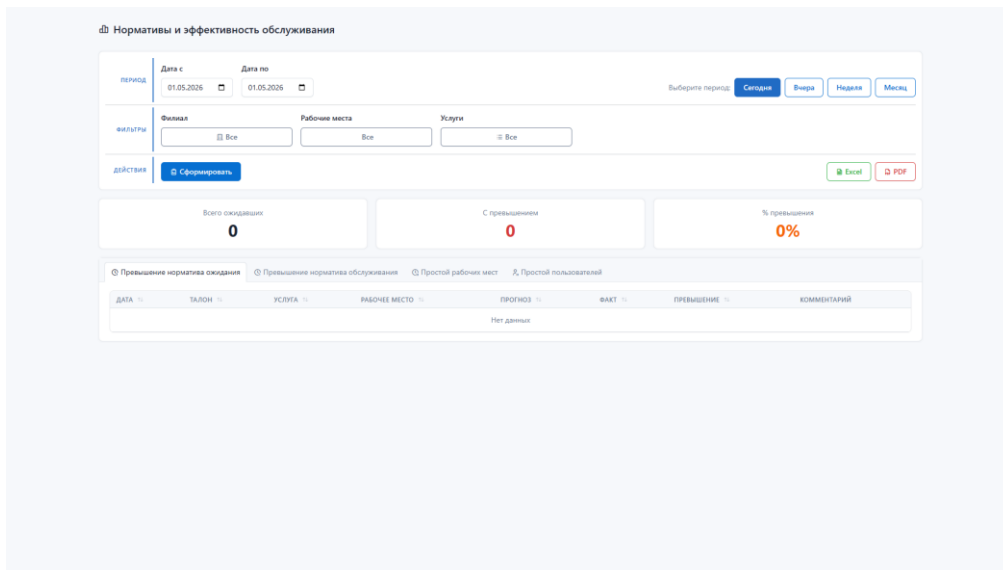 Нормативы и эффективность обслуживания
ПЕРИОД
Дата с
Дата по
01.05.2026
01.05.2026
Выберите период:
Сегодня
Вчера
Неделя
Месяц
ФИЛЬТРЫ
Филиал
Рабочие места
Услуги
Все
Все
Все
ДЕЙСТВИЯ
Сформировать
Excel
PDF
Всего ожидавших
0
С превышением
0
% превышения
0%
Превышение норматива ожидания
Превышение норматива обслуживания
Простой рабочих мест
Простой пользователей
ДАТА
ТАЛОН
УСЛУГА
РАБОЧЕЕ МЕСТО
ПРОГНОЗ
ФАКТ
ПРЕВЫШЕНИЕ
КОММЕНТАРИЙ
Нет данных